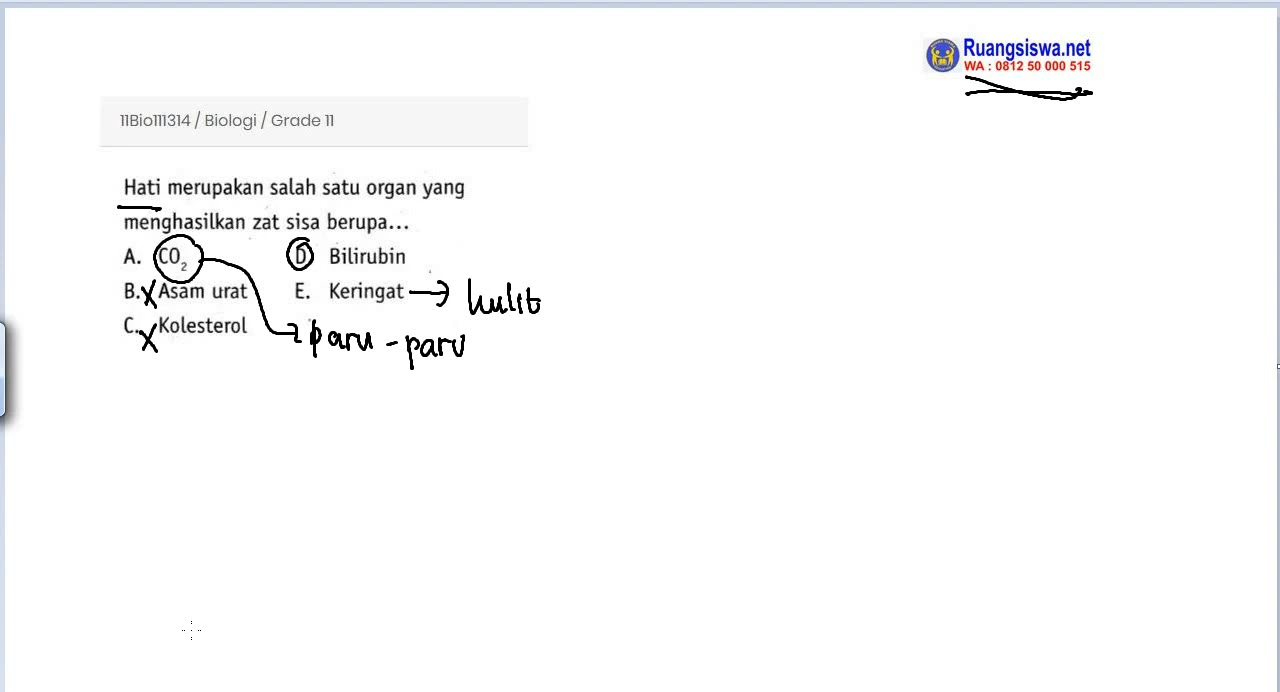 Ruangsiswa.net
WA : 0812 50 000 515
11Bio111314 / Biologi / Grade 11
Hati merupakan salah satu organ yang
menghasilkan zat sisa berupa...
A. CO₂ D Bilirubin
B. Asam urat E. Keringat → kulit
C. Kolesterol paru - paru